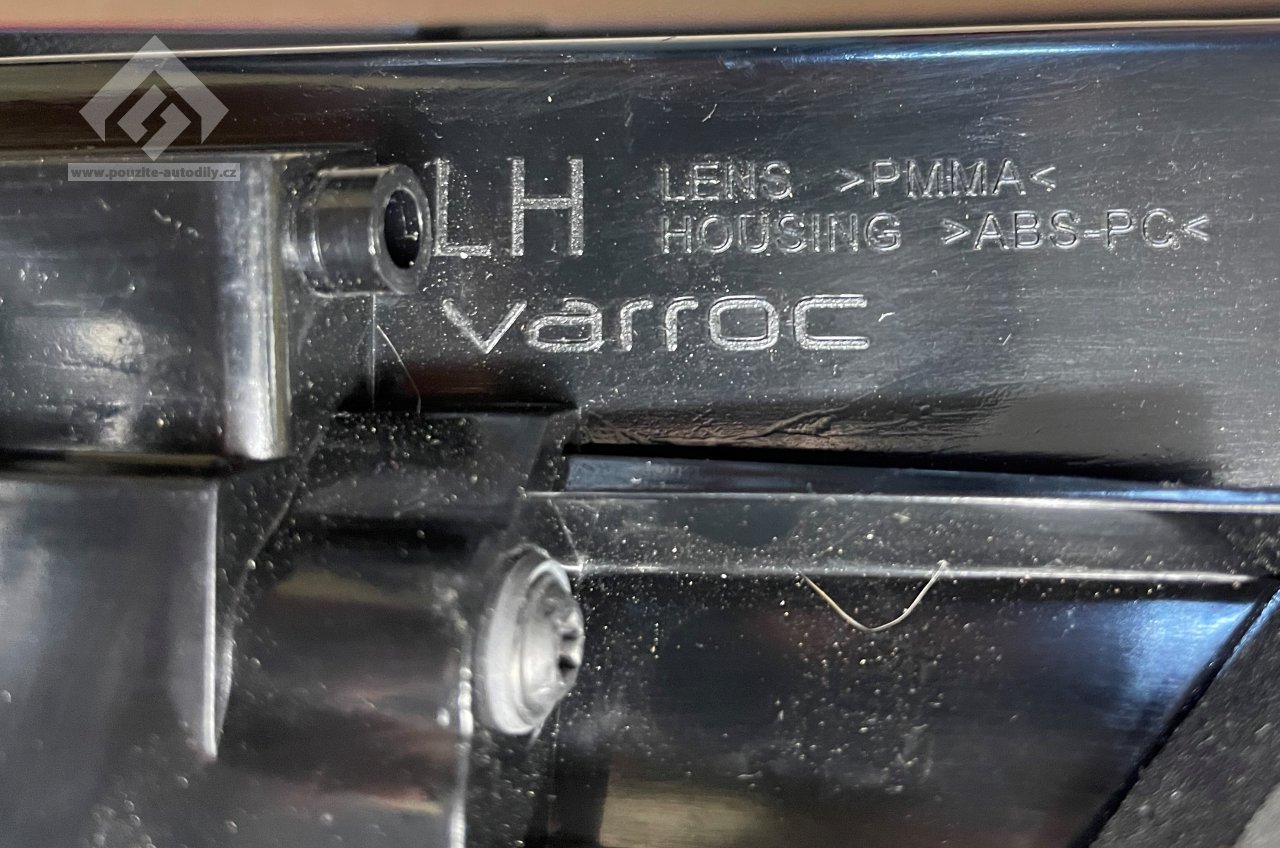 www.pouzite-autodily.cz
LH
LENS >PMMA<
HOUSING >ABS-PC<
varroc